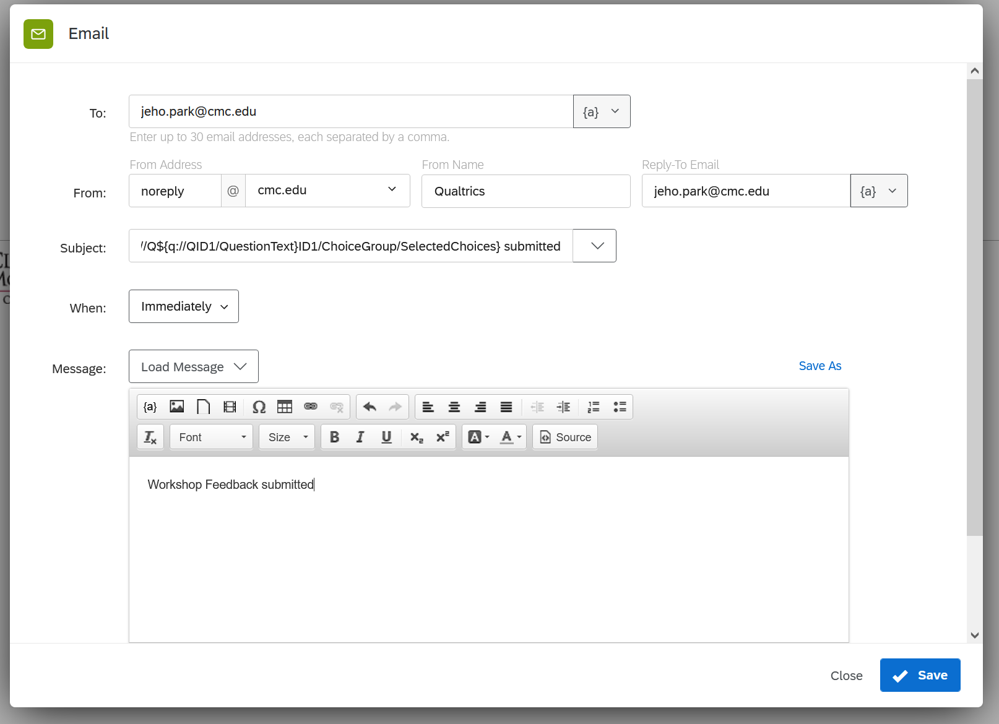 Email
To:
jeho.park@cmc.edu
{a}
Enter up to 30 email addresses, each separated by a comma.
From Address
From Name
Reply-To Email
From:
noreply
@
cmc.edu
Qualtrics
jeho.park@cmc.edu
{a}
Subject:
//Q${q://QID1/QuestionText}ID1/ChoiceGroup/SelectedChoices} submitted
When:
Immediately
Message:
Load Message
Save As
{a}
Font
Size
B I U x₂ x²
A
A
Source
Workshop Feedback submitted
Close
Save